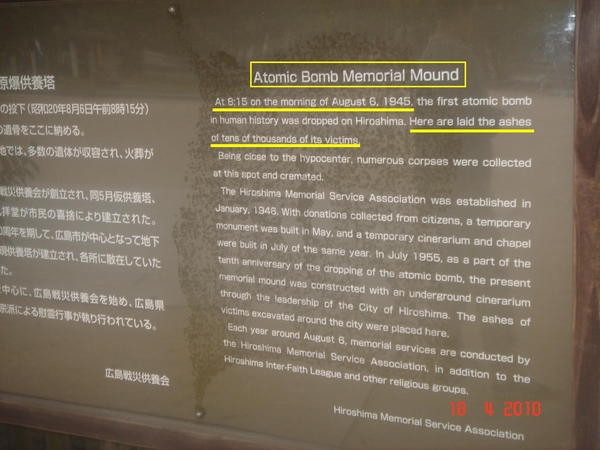 原爆供養塔
の投下(昭和20年8月6日午前8時15分)
の遺骨をここに納める。
地では、多数の遺体が収容され、火葬が
戦災供養会が創立され、同5月仮供養塔、
礼拝堂が市民の喜捨により建立された。
0周年を期して、広島市が中心となって地下
現供養塔が建立され、各所に散在していた
た。
中心に、広島戦災供養会を始め、広島県
宗派による慰霊行事が執り行われている。
広島戦災供養会
Atomic Bomb Memorial Mound
At 8:15 on the morning of August 6, 1945, the first atomic bomb
in human history was dropped on Hiroshima. Here are laid the ashes
of tens of thousands of its victims.
Being close to the hypocenter, numerous corpses were collected
at this spot and cremated.
The Hiroshima Memorial Service Association was established in
January, 1946. With donations collected from citizens, a temporary
monument was built in May, and a temporary cinerarium and chapel
were built in July of the same year. In July 1955, as a part of the
tenth anniversary of the dropping of the atomic bomb, the present
memorial mound was constructed with an underground cinerarium
through the leadership of the City of Hiroshima. The ashes of
victims excavated around the city were placed here.
Each year around August 6, memorial services are conducted by
the Hiroshima Memorial Service Association, in addition to the
Hiroshima Inter-Faith League and other religious groups.
Hiroshima Memorial Service Association
18 4 2010